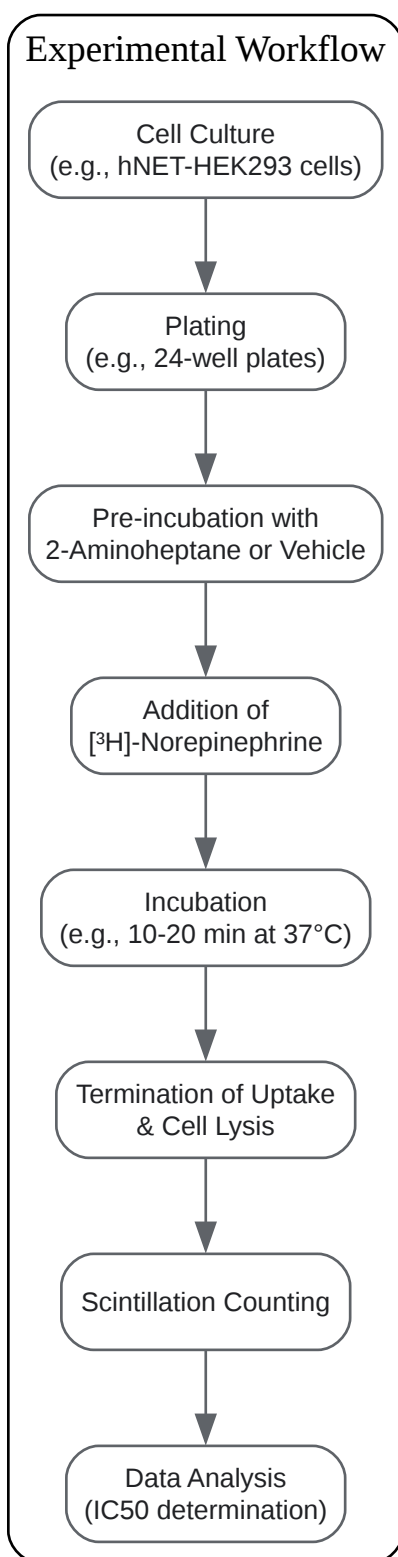 Experimental Workflow
Cell Culture
(e.g., hNET-HEK293 cells)
Plating
(e.g., 24-well plates)
Pre-incubation with
2-Aminoheptane or Vehicle
Addition of
[³H]-Norepinephrine
Incubation
(e.g., 10-20 min at 37°C)
Termination of Uptake
& Cell Lysis
Scintillation Counting
Data Analysis
(IC50 determination)